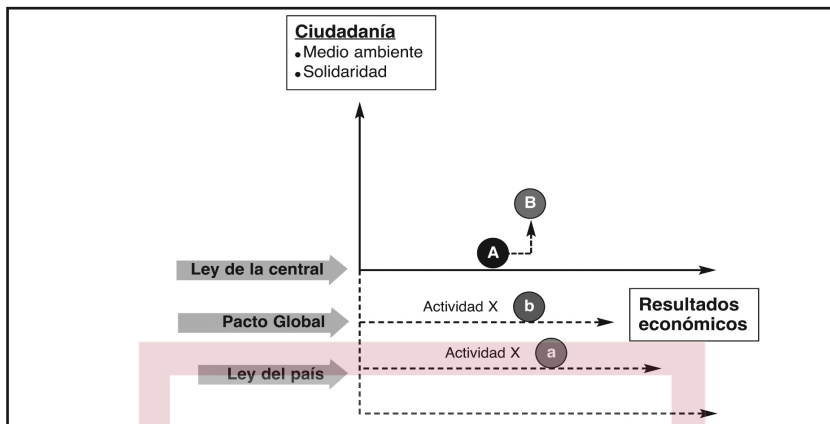 Ciudadanía
• Medio ambiente
• Solidaridad
B
A
Ley de la central
Actividad X b
Resultados
económicos
Pacto Global
Actividad X a
Ley del país